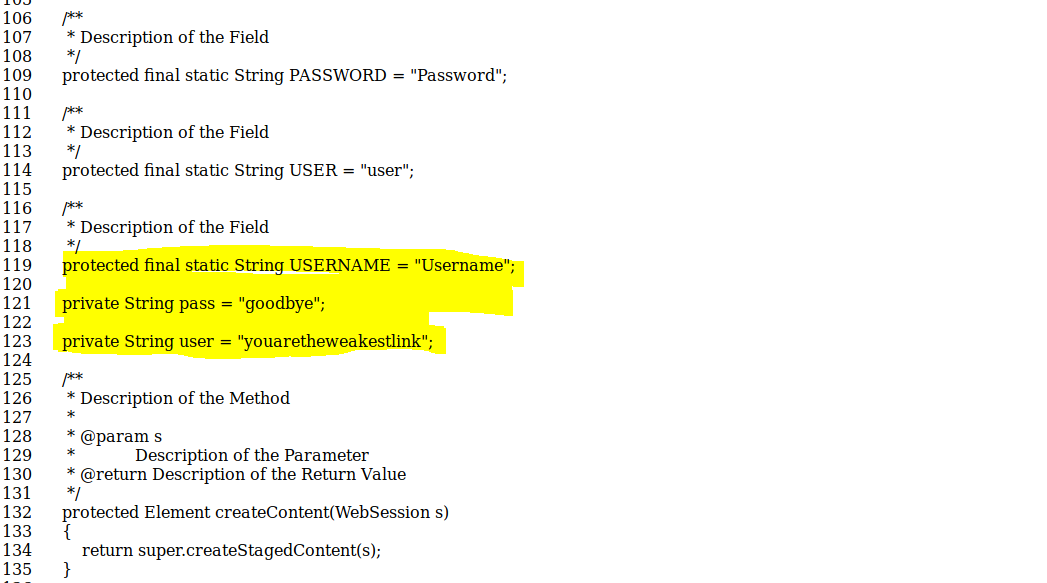 106 /**
107 * Description of the Field
108 */
109 protected final static String PASSWORD = "Password";
110
111 /**
112 * Description of the Field
113 */
114 protected final static String USER = "user";
115
116 /**
117 * Description of the Field
118 */
119 protected final static String USERNAME = "Username";
120
121 private String pass = "goodbye";
122
123 private String user = "youaretheweakestlink";
124
125 /**
126 * Description of the Method
127 *
128 * @param s
129 * Description of the Parameter
130 * @return Description of the Return Value
131 */
132 protected Element createContent(WebSession s)
133 {
134 return super.createStagedContent(s);
135 }